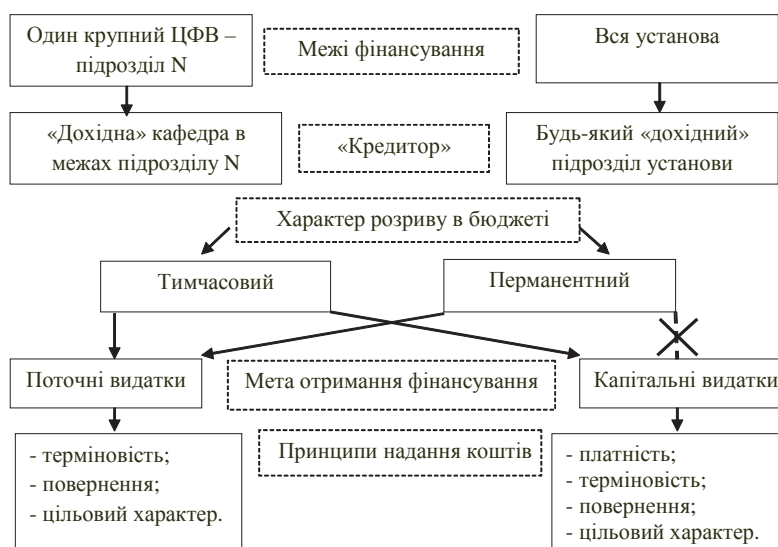 Один крупний ЦФВ –
підрозділ N
Межі фінансування
Вся установа
«Дохідна» кафедра в
межах підрозділу N
«Кредитор»
Будь-який «дохідний»
підрозділ установи
Характер розриву в бюджеті
Тимчасовий
Перманентний
Поточні видатки
Мета отримання фінансування
Капітальні видатки
- терміновість;
- повернення;
- цільовий характер.
Принципи надання коштів
- платність;
- терміновість;
- повернення;
- цільовий характер.